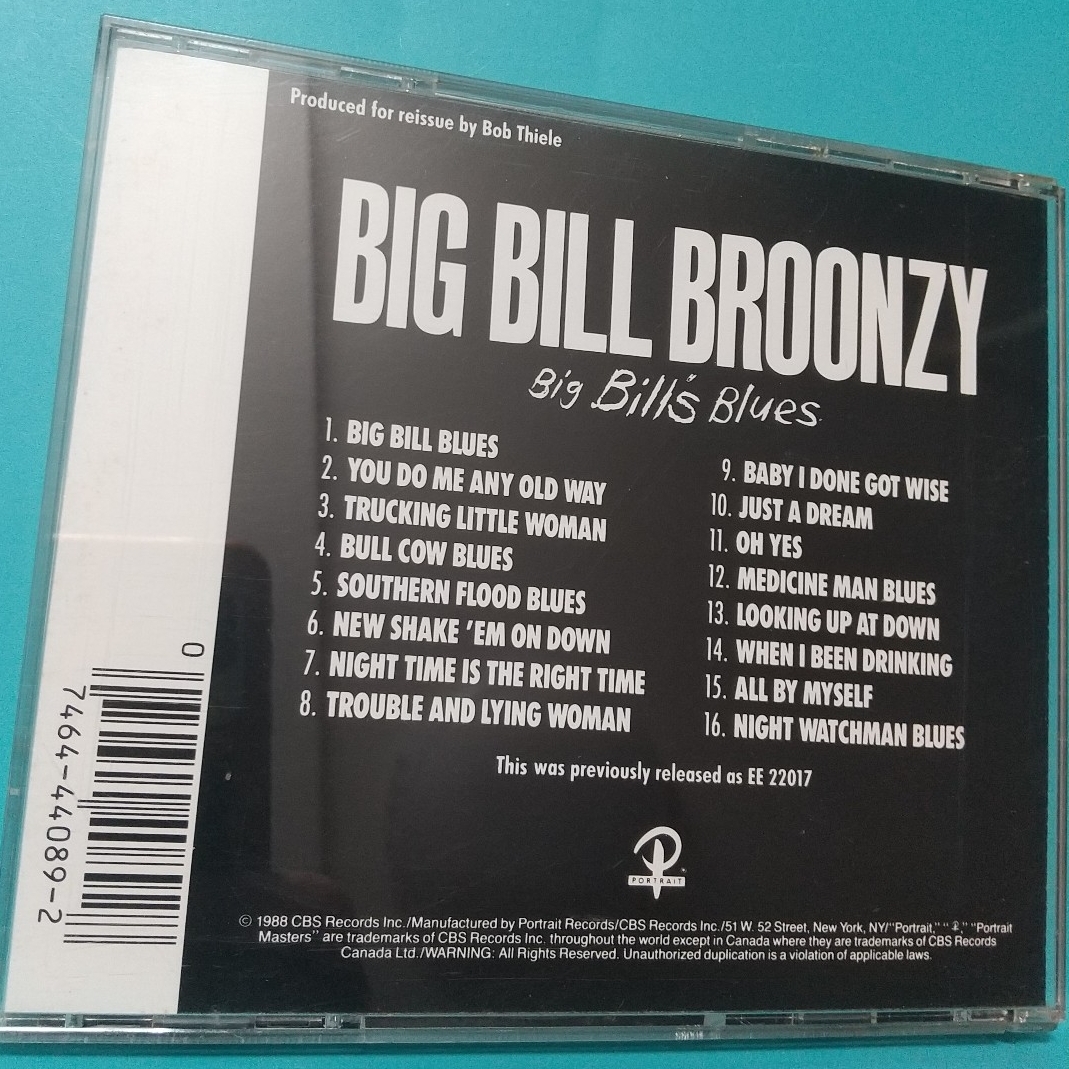 Produced for reissue by Bob Thiele
BIG BILL BROONZY
Big Bill's Blues
1. BIG BILL BLUES
2. YOU DO ME ANY OLD WAY
3. TRUCKING LITTLE WOMAN
4. BULL COW BLUES
5. SOUTHERN FLOOD BLUES
6. NEW SHAKE 'EM ON DOWN
7. NIGHT TIME IS THE RIGHT TIME
8. TROUBLE AND LYING WOMAN
9. BABY I DONE GOT WISE
10. JUST A DREAM
11. OH YES
12. MEDICINE MAN BLUES
13. LOOKING UP AT DOWN
14. WHEN I BEEN DRINKING
15. ALL BY MYSELF
16. NIGHT WATCHMAN BLUES
This was previously released as EE 22017
PORTRAIT
© 1988 CBS Records Inc./Manufactured by Portrait Records/CBS Records Inc./51 W. 52 Street, New York, NY/"Portrait," " " "Portrait
Masters" are trademarks of CBS Records Inc. throughout the world except in Canada where they are trademarks of CBS Records
Canada Ltd./WARNING: All Rights Reserved. Unauthorized duplication is a violation of applicable laws.
0
7464-44089-2